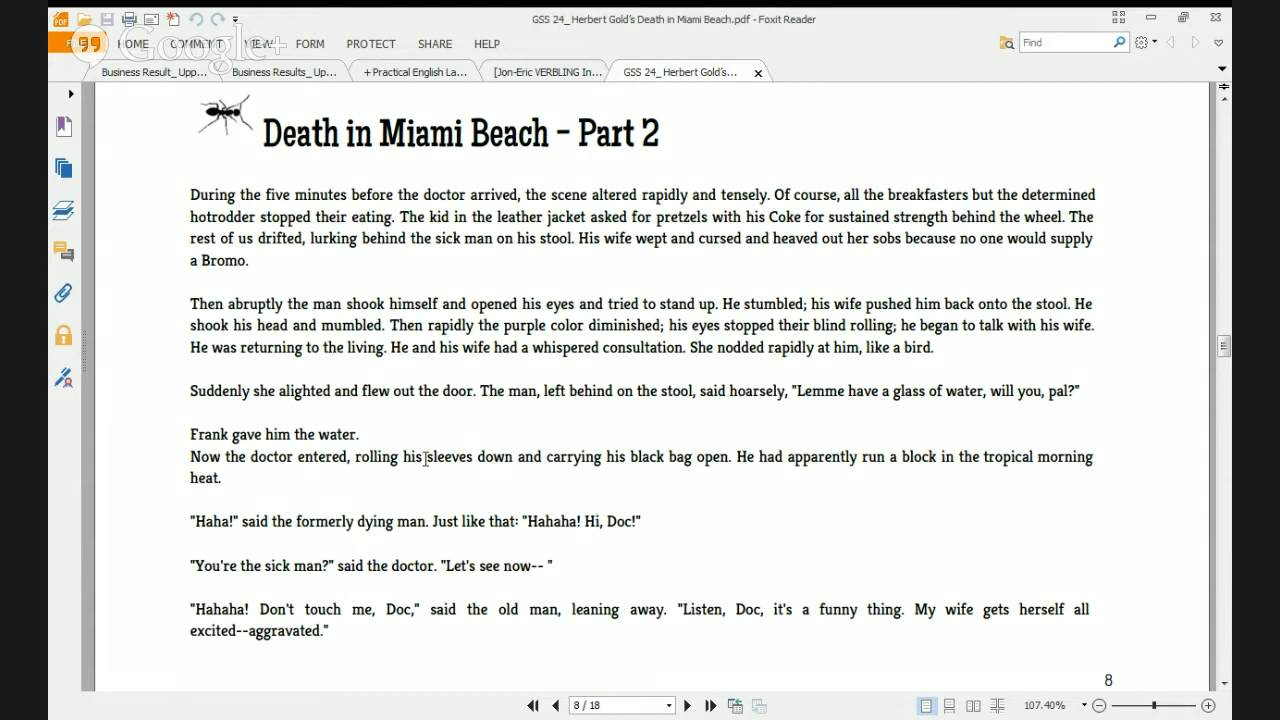 GSS 24_ Herbert Gold's Death in Miami Beach.pdf - Foxit Reader
Google+
HOME COMMENT VIEW FORM PROTECT SHARE HELP
Find
Business Result_ Upp... Business Results_ Up... + Practical English La... [Jon-Eric VERBLING In... GSS 24_ Herbert Gold's...
Death in Miami Beach – Part 2
During the five minutes before the doctor arrived, the scene altered rapidly and tensely. Of course, all the breakfasters but the determined
hotrodder stopped their eating. The kid in the leather jacket asked for pretzels with his Coke for sustained strength behind the wheel. The
rest of us drifted, lurking behind the sick man on his stool. His wife wept and cursed and heaved out her sobs because no one would supply
a Bromo.
Then abruptly the man shook himself and opened his eyes and tried to stand up. He stumbled; his wife pushed him back onto the stool. He
shook his head and mumbled. Then rapidly the purple color diminished; his eyes stopped their blind rolling; he began to talk with his wife.
He was returning to the living. He and his wife had a whispered consultation. She nodded rapidly at him, like a bird.
Suddenly she alighted and flew out the door. The man, left behind on the stool, said hoarsely, "Lemme have a glass of water, will you, pal?"
Frank gave him the water.
Now the doctor entered, rolling his sleeves down and carrying his black bag open. He had apparently run a block in the tropical morning
heat.
"Haha!" said the formerly dying man. Just like that: "Hahaha! Hi, Doc!"
"You're the sick man?" said the doctor. "Let's see now-- "
"Hahaha! Don't touch me, Doc," said the old man, leaning away. "Listen, Doc, it's a funny thing. My wife gets herself all
excited--aggravated."
8
8 / 18
107.40%